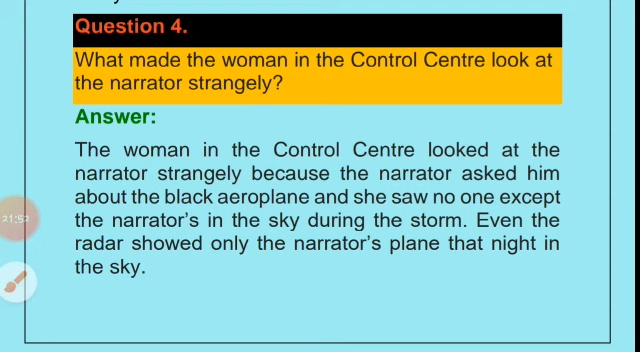 Question 4.
What made the woman in the Control Centre look at
the narrator strangely?
Answer:
The woman in the Control Centre looked at the
narrator strangely because the narrator asked him
about the black aeroplane and she saw no one except
the narrator's in the sky during the storm. Even the
radar showed only the narrator's plane that night in
the sky.
21:52